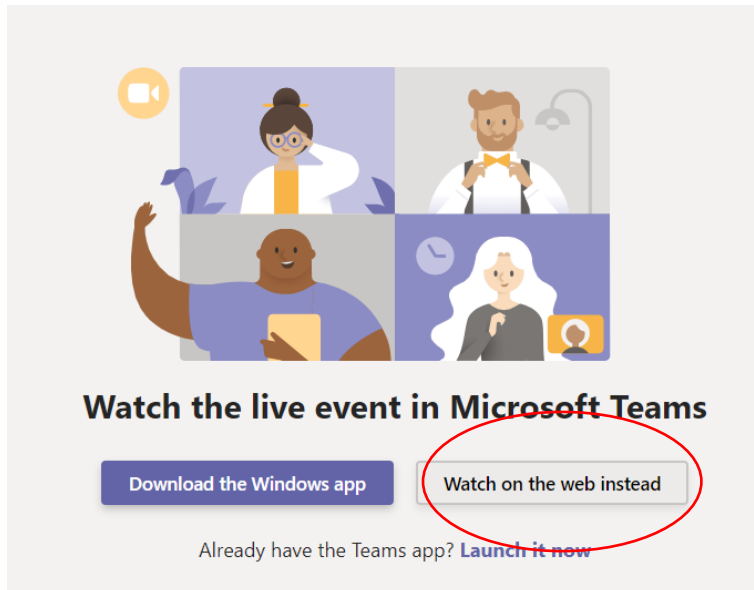 Watch the live event in Microsoft Teams
Download the Windows app
Watch on the web instead
Already have the Teams app? Launch it now